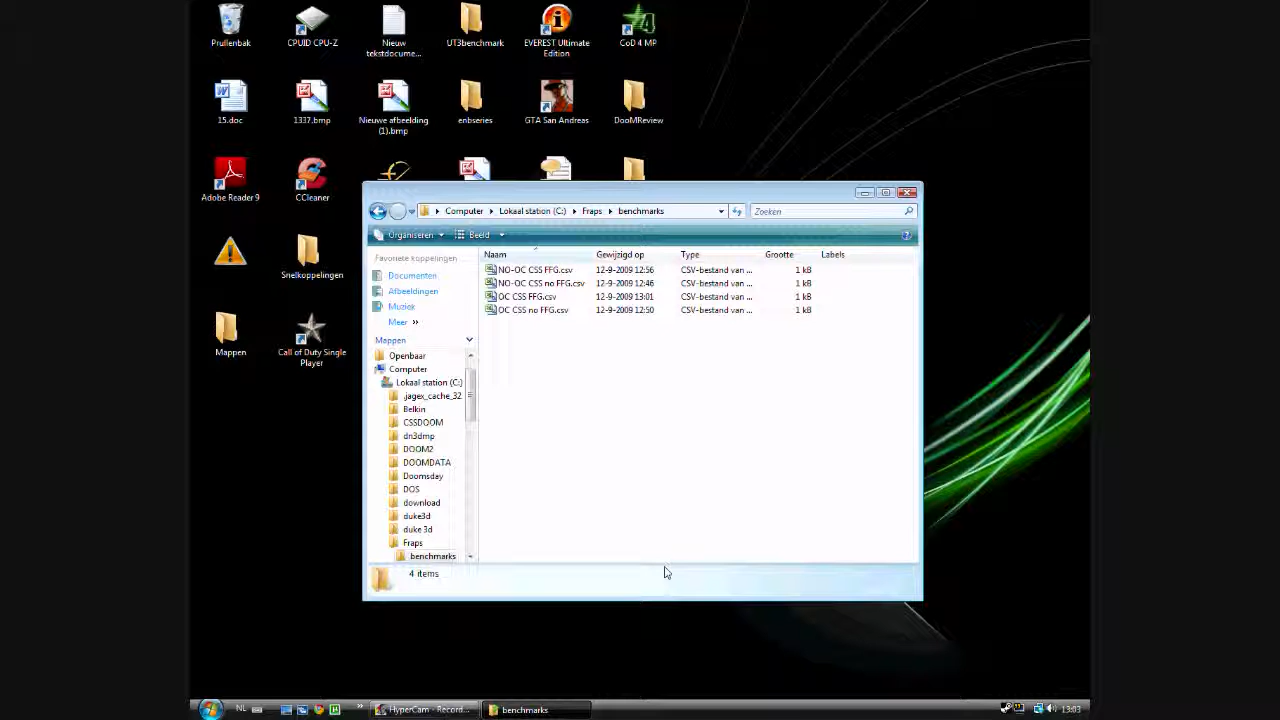 Prullenbak
CPUID CPU-Z
Nieuw
tekstdocume...
UT3benchmark
EVEREST Ultimate
Edition
CoD 4 MP
15.doc
1337.bmp
Nieuwe afbeelding
(1).bmp
enbseries
GTA San Andreas
DooMReview
Adobe Reader 9
CCleaner
Snelkoppelingen
Mappen
Call of Duty Single
Player
Computer
Lokaal station (C:)
Fraps
benchmarks
Zoeken
Organiseren
Beeld
Favoriete koppelingen
Documenten
Afbeeldingen
Muziek
Meer »
Mappen
Openbaar
Computer
Lokaal station (C:)
.jagex_cache_32
Belkin
CSSDOOM
dn3dmp
DOOM2
DOOMDATA
Doomsday
DOS
download
duke3d
duke 3d
Fraps
benchmarks
Naam Gewijzigd op Type Grootte Labels
NO-OC CSS FFG.csv 12-9-2009 12:56 CSV-bestand van ... 1 kB
NO-OC CSS no FFG.csv 12-9-2009 12:46 CSV-bestand van ... 1 kB
OC CSS FFG.csv 12-9-2009 13:01 CSV-bestand van ... 1 kB
OC CSS no FFG.csv 12-9-2009 12:50 CSV-bestand van ... 1 kB
4 items
NL
HyperCam - Record...
benchmarks
13:03